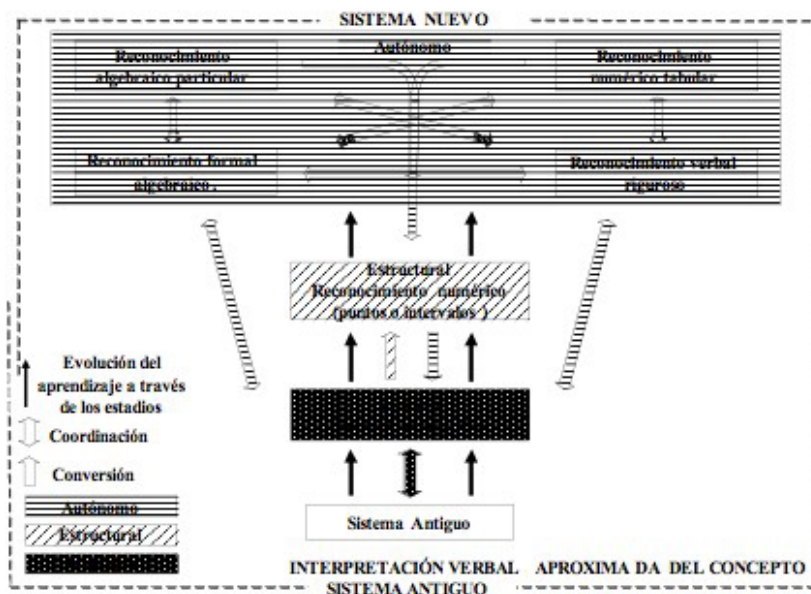 SISTEMA NUEVO
Autónomo
Reconocimiento
algebraico particular
Reconocimiento
numérico tabular
Reconocimiento formal
algebraico .
Reconocimiento verbal
riguroso
Estructural
Reconocimiento numérico
(puntos o intervalos )
Evolución del
aprendizaje a través
de los estadios
Coordinación
Conversión
Autónomo
Estructural
Sistema Antiguo
INTERPRETACIÓN VERBAL APROXIMA DA DEL CONCEPTO
SISTEMA ANTIGUO